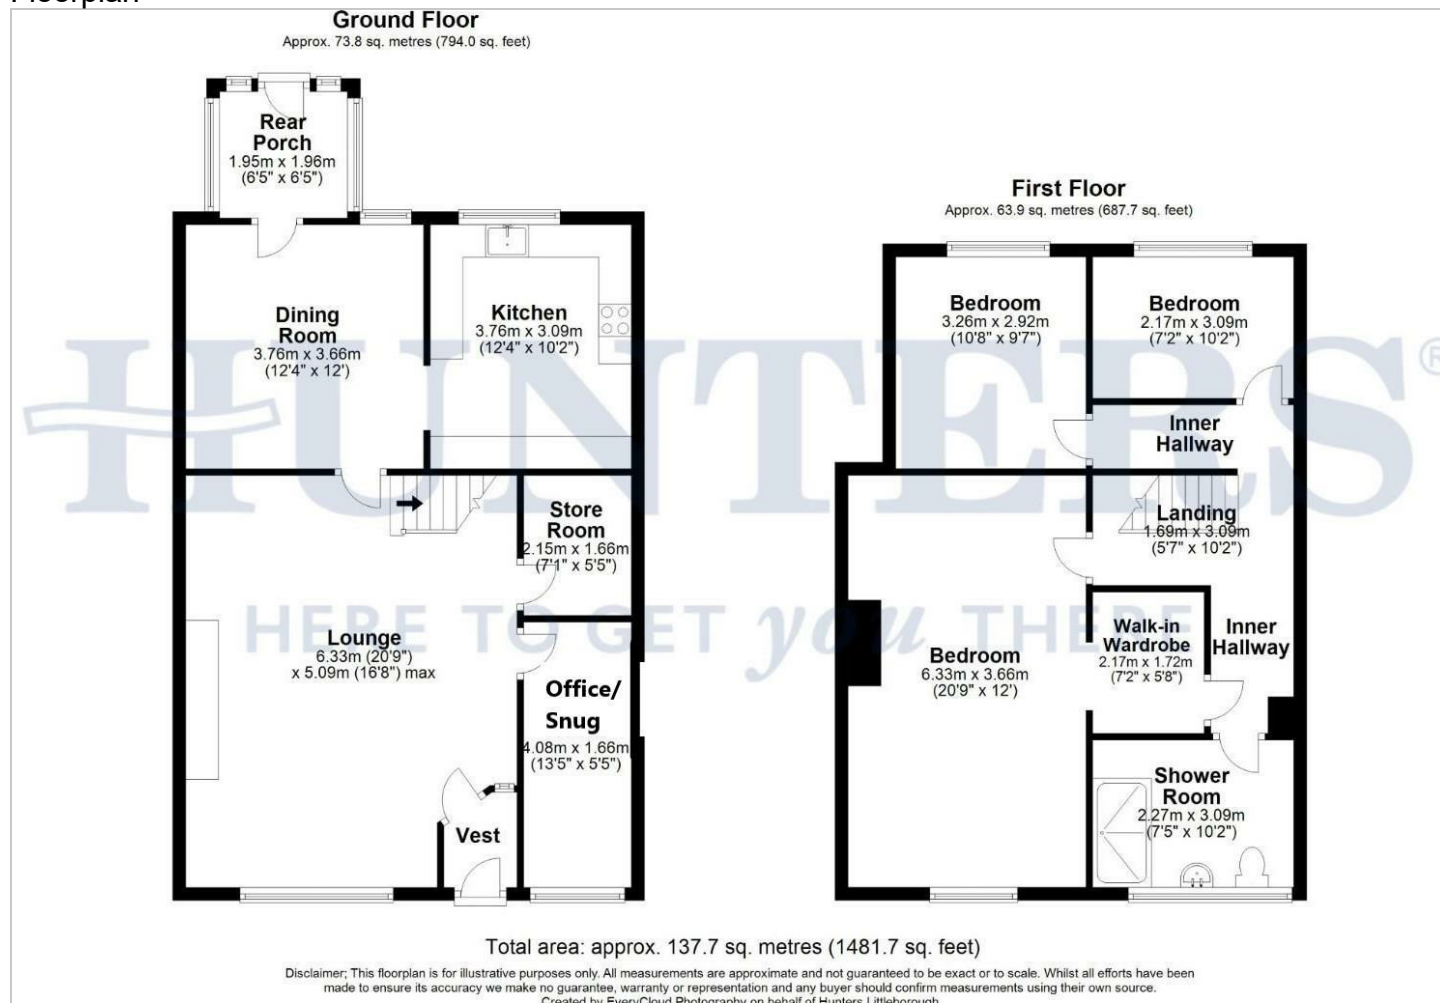 Floorplan
Ground Floor
Approx. 73.8 sq. metres (794.0 sq. feet)
Rear
Porch
1.95m x 1.96m
(6'5" x 6'5")
Dining
Room
3.76m x 3.66m
(12'4" x 12')
Kitchen
3.76m x 3.09m
(12'4" x 10'2")
Store
Room
2.15m x 1.66m
(7'1" x 5'5")
Lounge
6.33m (20'9")
x 5.09m (16'8") max
Office/
Snug
4.08m x 1.66m
(13'5" x 5'5")
Vest
First Floor
Approx. 63.9 sq. metres (687.7 sq. feet)
Bedroom
3.26m x 2.92m
(10'8" x 9'7")
Bedroom
2.17m x 3.09m
(7'2" x 10'2")
Inner
Hallway
Landing
1.69m x 3.09m
(5'7" x 10'2")
Bedroom
6.33m x 3.66m
(20'9" x 12')
Walk-in
Wardrobe
2.17m x 1.72m
(7'2" x 5'8")
Inner
Hallway
Shower
Room
2.27m x 3.09m
(7'5" x 10'2")
HUNTERS®
HERE TO GET you THERE
Total area: approx. 137.7 sq. metres (1481.7 sq. feet)
Disclaimer; This floorplan is for illustrative purposes only. All measurements are approximate and not guaranteed to be exact or to scale. Whilst all efforts have been
made to ensure its accuracy we make no guarantee, warranty or representation and any buyer should confirm measurements using their own source.
Created by EveryCloud Photography on behalf of Hunters Littleborough